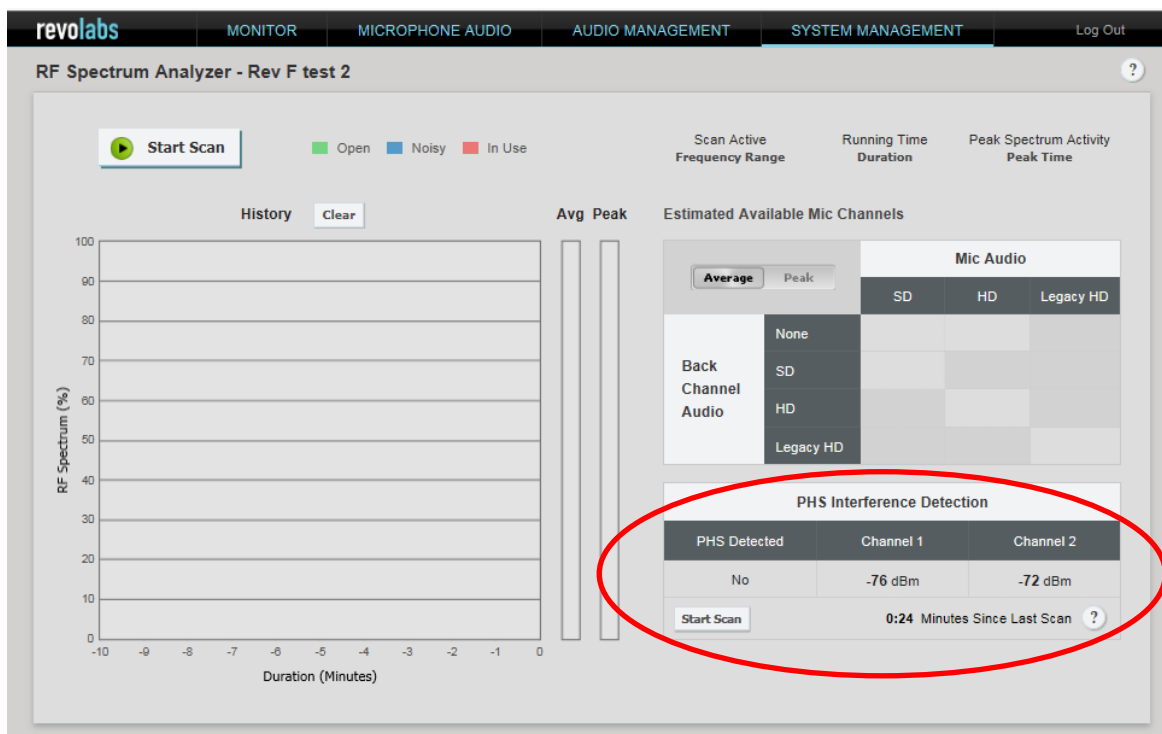 revolabs MONITOR MICROPHONE AUDIO AUDIO MANAGEMENT SYSTEM MANAGEMENT Log Out
RF Spectrum Analyzer - Rev F test 2 ?
Start Scan Open Noisy In Use
Scan Active Running Time Peak Spectrum Activity
Frequency Range Duration Peak Time
History Clear Avg Peak
Estimated Available Mic Channels
100
90
80
70
60
50
40
30
20
10
0
RF Spectrum (%)
-10 -9 -8 -7 -6 -5 -4 -3 -2 -1 0
Duration (Minutes)
Average Peak Mic Audio
SD HD Legacy HD
Back
Channel
Audio
None
SD
HD
Legacy HD
PHS Interference Detection
PHS Detected Channel 1 Channel 2
No -76 dBm -72 dBm
Start Scan 0:24 Minutes Since Last Scan ?